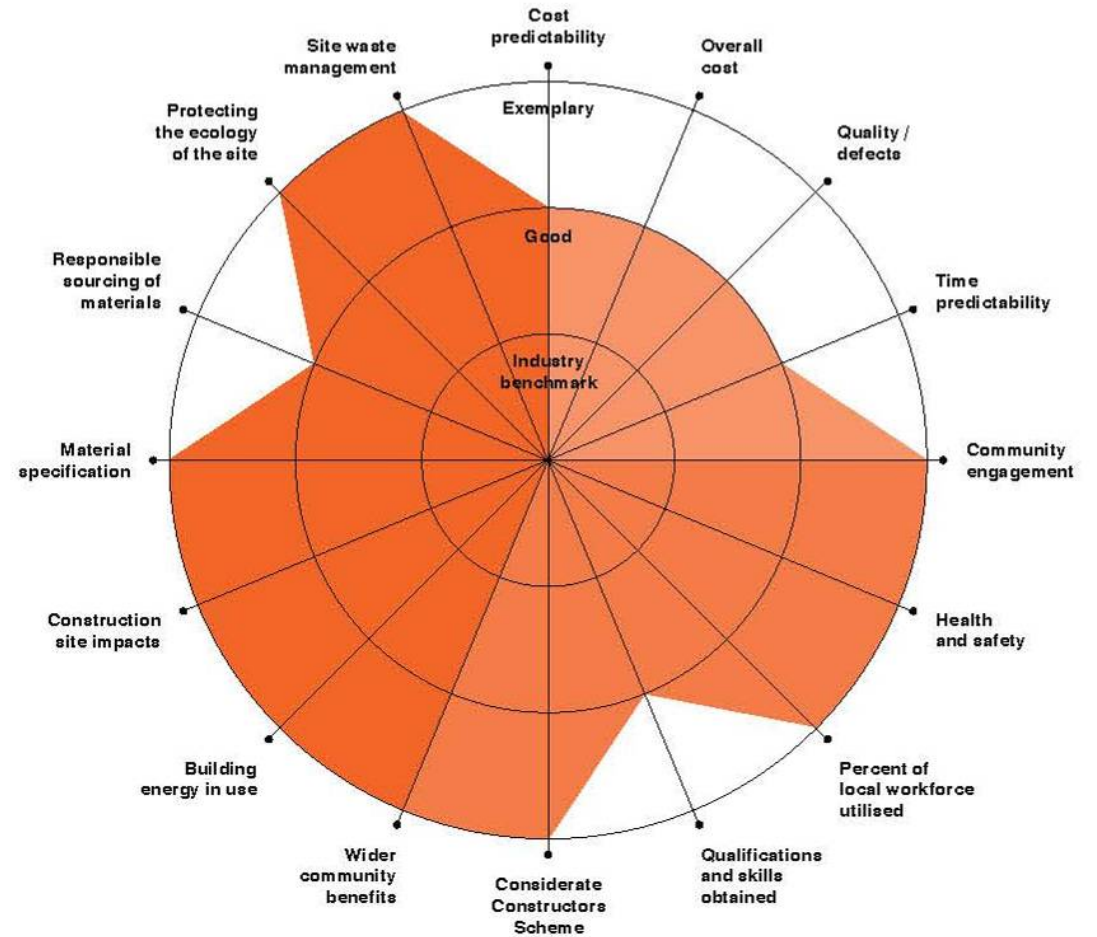 Cost
predictability
Overall
cost
Quality /
defects
Time
predictability
Community
engagement
Health
and safety
Percent of
local workforce
utilised
Qualifications
and skills
obtained
Considerate
Constructors
Scheme
Wider
community
benefits
Building
energy in use
Construction
site impacts
Material
specification
Responsible
sourcing of
materials
Protecting
the ecology
of the site
Site waste
management
Exemplary
Good
Industry
benchmark